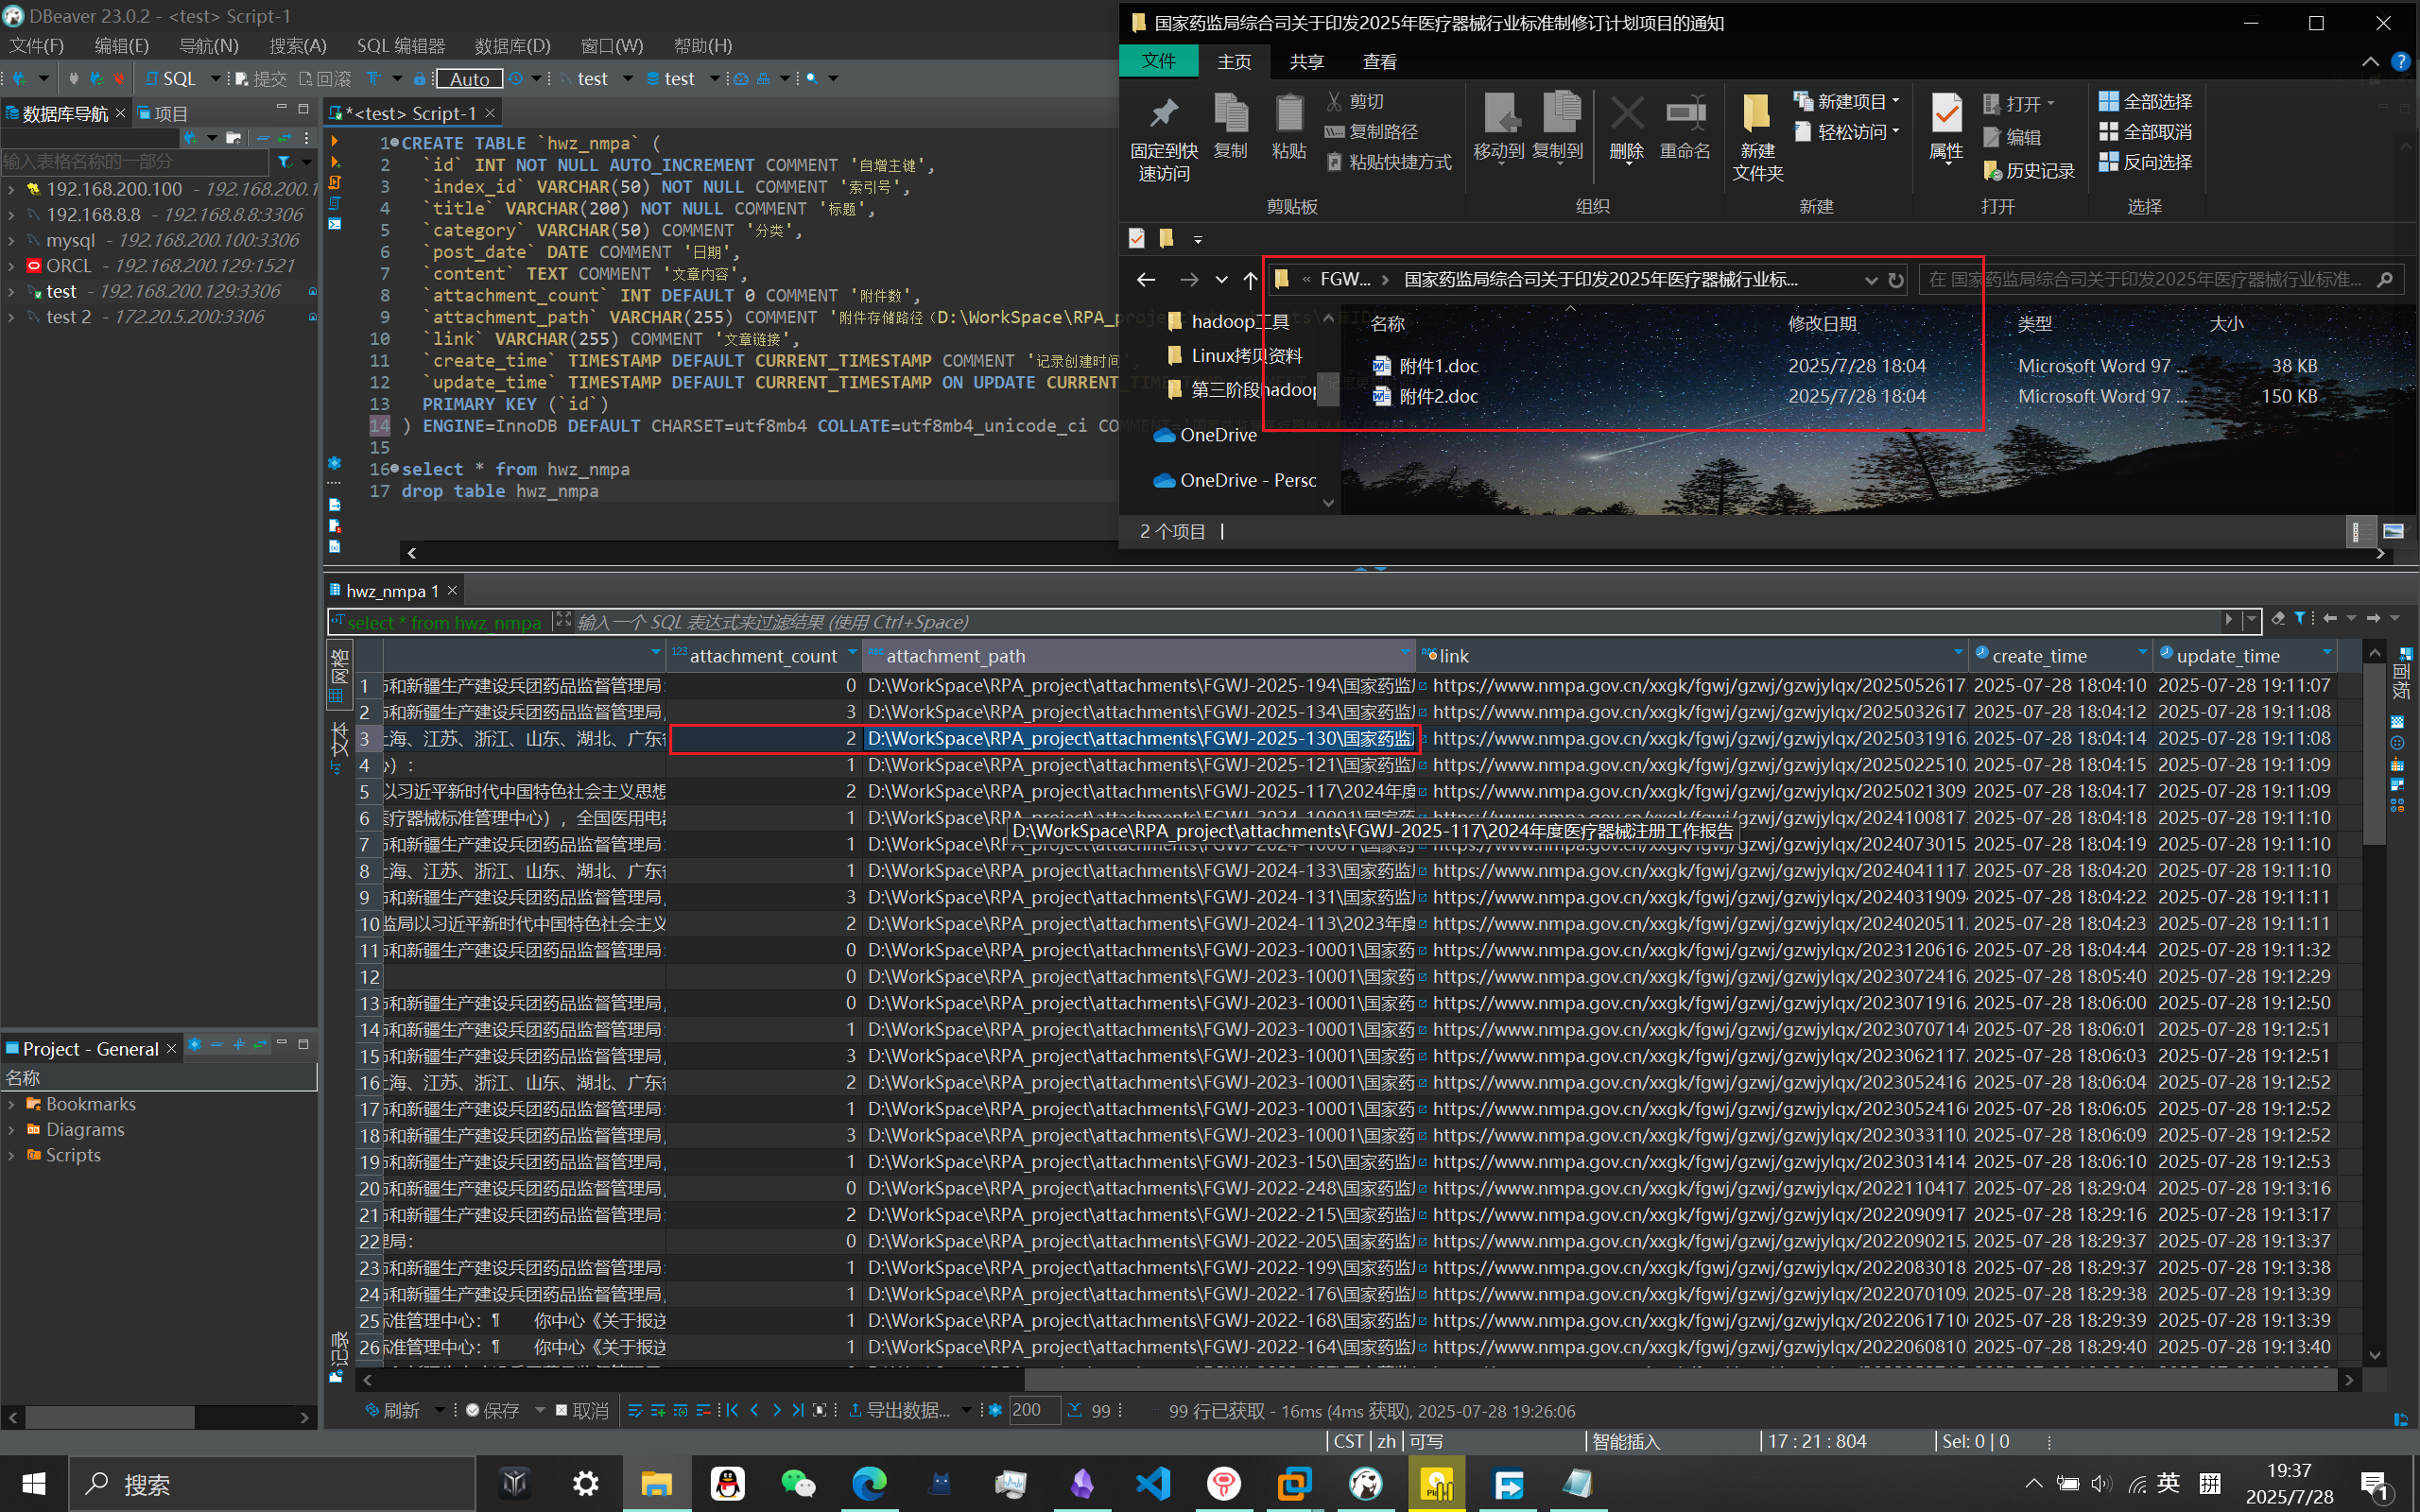 DBeaver 23.0.2 - <test> Script-1
文件(F) 编辑(E) 导航(N) 搜索(A) SQL 编辑器 数据库(D) 窗口(W) 帮助(H)
SQL 提交 回滚 Auto test test
数据库导航 项目
输入表格名称的一部分
192.168.200.100 - 192.168.200.1
192.168.8.8 - 192.168.8.8:3306
mysql - 192.168.200.100:3306
ORCL - 192.168.200.129:1521
test - 192.168.200.129:3306
test 2 - 172.20.5.200:3306
*<test> Script-1
1 CREATE TABLE `hwz_nmpa` (
2 `id` INT NOT NULL AUTO_INCREMENT COMMENT '自增主键',
3 `index_id` VARCHAR(50) NOT NULL COMMENT '索引号',
4 `title` VARCHAR(200) NOT NULL COMMENT '标题',
5 `category` VARCHAR(50) COMMENT '分类',
6 `post_date` DATE COMMENT '日期',
7 `content` TEXT COMMENT '文章内容',
8 `attachment_count` INT DEFAULT 0 COMMENT '附件数',
9 `attachment_path` VARCHAR(255) COMMENT '附件存储路径（D:\WorkSpace\RPA_
10 `link` VARCHAR(255) COMMENT '文章链接',
11 `create_time` TIMESTAMP DEFAULT CURRENT_TIMESTAMP COMMENT '记录创建时间
12 `update_time` TIMESTAMP DEFAULT CURRENT_TIMESTAMP ON UPDATE CURRENT_
13 PRIMARY KEY (`id`)
14 ) ENGINE=InnoDB DEFAULT CHARSET=utf8mb4 COLLATE=utf8mb4_unicode_ci
15
16 select * from hwz_nmpa
17 drop table hwz_nmpa
国家药监局综合司关于印发2025年医疗器械行业标准制修订计划项目的通知
文件 主页 共享 查看
固定到快速访问 复制 粘贴 剪切 复制路径 粘贴快捷方式
移动到 复制到 删除 重命名
新建文件夹 新建项目 轻松访问
属性 打开 编辑 历史记录
全部选择 全部取消 反向选择
剪贴板 组织 新建 打开 选择
« FGW... 国家药监局综合司关于印发2025年医疗器械行业标...
在 国家药监局综合司关于印发2025年医疗器械行业标准...
hadoop工具
Linux拷贝资料
第三阶段hadoop
OneDrive
OneDrive - Persc
名称 修改日期 类型 大小
附件1.doc 2025/7/28 18:04 Microsoft Word 97 ... 38 KB
附件2.doc 2025/7/28 18:04 Microsoft Word 97 ... 150 KB
2 个项目
hwz_nmpa 1
select * from hwz_nmpa 输入一个 SQL 表达式来过滤结果 (使用 Ctrl+Space)
网格
文本
记录
面板
attachment_count attachment_path link create_time update_time
1 和新疆生产建设兵团药品监督管理局: 0 D:\WorkSpace\RPA_project\attachments\FGWJ-2025-194\国家药监 https://www.nmpa.gov.cn/xxgk/fgwj/gzwj/gzwjylqx/2025052617 2025-07-28 18:04:10 2025-07-28 19:11:07
2 和新疆生产建设兵团药品监督管理局, 3 D:\WorkSpace\RPA_project\attachments\FGWJ-2025-134\国家药监 https://www.nmpa.gov.cn/xxgk/fgwj/gzwj/gzwjylqx/2025032617 2025-07-28 18:04:12 2025-07-28 19:11:08
3 海、江苏、浙江、山东、湖北、广东 2 D:\WorkSpace\RPA_project\attachments\FGWJ-2025-130\国家药监 https://www.nmpa.gov.cn/xxgk/fgwj/gzwj/gzwjylqx/2025031916 2025-07-28 18:04:14 2025-07-28 19:11:08
4 ): 1 D:\WorkSpace\RPA_project\attachments\FGWJ-2025-121\国家药监 https://www.nmpa.gov.cn/xxgk/fgwj/gzwj/gzwjylqx/2025022510 2025-07-28 18:04:15 2025-07-28 19:11:09
5 以习近平新时代中国特色社会主义思想 2 D:\WorkSpace\RPA_project\attachments\FGWJ-2025-117\2024年度 https://www.nmpa.gov.cn/xxgk/fgwj/gzwj/gzwjylqx/2025021309 2025-07-28 18:04:17 2025-07-28 19:11:09
6 疗器械标准管理中心），全国医用电 1 https://www.nmpa.gov.cn/xxgk/fgwj/gzwj/gzwjylqx/2024100817 2025-07-28 18:04:18 2025-07-28 19:11:10
D:\WorkSpace\RPA_project\attachments\FGWJ-2025-117\2024年度医疗器械注册工作报告
7 和新疆生产建设兵团药品监督管理局: 1 https://www.nmpa.gov.cn/xxgk/fgwj/gzwj/gzwjylqx/2024073015 2025-07-28 18:04:19 2025-07-28 19:11:10
8 海、江苏、浙江、山东、湖北、广东 1 D:\WorkSpace\RPA_project\attachments\FGWJ-2024-133\国家药监 https://www.nmpa.gov.cn/xxgk/fgwj/gzwj/gzwjylqx/2024041117 2025-07-28 18:04:20 2025-07-28 19:11:10
9 和新疆生产建设兵团药品监督管理局, 3 D:\WorkSpace\RPA_project\attachments\FGWJ-2024-131\国家药监 https://www.nmpa.gov.cn/xxgk/fgwj/gzwj/gzwjylqx/2024031909 2025-07-28 18:04:22 2025-07-28 19:11:11
10 监局以习近平新时代中国特色社会主义 2 D:\WorkSpace\RPA_project\attachments\FGWJ-2024-113\2023年度 https://www.nmpa.gov.cn/xxgk/fgwj/gzwj/gzwjylqx/2024020511 2025-07-28 18:04:23 2025-07-28 19:11:11
11 和新疆生产建设兵团药品监督管理局: 0 D:\WorkSpace\RPA_project\attachments\FGWJ-2023-10001\国家药 https://www.nmpa.gov.cn/xxgk/fgwj/gzwj/gzwjylqx/2023120616 2025-07-28 18:04:44 2025-07-28 19:11:32
12 0 D:\WorkSpace\RPA_project\attachments\FGWJ-2023-10001\国家药 https://www.nmpa.gov.cn/xxgk/fgwj/gzwj/gzwjylqx/2023072416 2025-07-28 18:05:40 2025-07-28 19:12:29
13 和新疆生产建设兵团药品监督管理局, 0 D:\WorkSpace\RPA_project\attachments\FGWJ-2023-10001\国家药 https://www.nmpa.gov.cn/xxgk/fgwj/gzwj/gzwjylqx/2023071916 2025-07-28 18:06:00 2025-07-28 19:12:50
14 和新疆生产建设兵团药品监督管理局: 1 D:\WorkSpace\RPA_project\attachments\FGWJ-2023-10001\国家药 https://www.nmpa.gov.cn/xxgk/fgwj/gzwj/gzwjylqx/2023070714 2025-07-28 18:06:01 2025-07-28 19:12:51
15 和新疆生产建设兵团药品监督管理局: 3 D:\WorkSpace\RPA_project\attachments\FGWJ-2023-10001\国家药 https://www.nmpa.gov.cn/xxgk/fgwj/gzwj/gzwjylqx/2023062117 2025-07-28 18:06:03 2025-07-28 19:12:51
16 海、江苏、浙江、山东、湖北、广东 2 D:\WorkSpace\RPA_project\attachments\FGWJ-2023-10001\国家药 https://www.nmpa.gov.cn/xxgk/fgwj/gzwj/gzwjylqx/2023052416 2025-07-28 18:06:04 2025-07-28 19:12:52
17 和新疆生产建设兵团药品监督管理局: 1 D:\WorkSpace\RPA_project\attachments\FGWJ-2023-10001\国家药 https://www.nmpa.gov.cn/xxgk/fgwj/gzwj/gzwjylqx/2023052416 2025-07-28 18:06:05 2025-07-28 19:12:52
18 和新疆生产建设兵团药品监督管理局, 3 D:\WorkSpace\RPA_project\attachments\FGWJ-2023-10001\国家药 https://www.nmpa.gov.cn/xxgk/fgwj/gzwj/gzwjylqx/2023033110 2025-07-28 18:06:09 2025-07-28 19:12:52
19 和新疆生产建设兵团药品监督管理局, 1 D:\WorkSpace\RPA_project\attachments\FGWJ-2023-150\国家药监 https://www.nmpa.gov.cn/xxgk/fgwj/gzwj/gzwjylqx/2023031414 2025-07-28 18:06:10 2025-07-28 19:12:53
20 和新疆生产建设兵团药品监督管理局, 0 D:\WorkSpace\RPA_project\attachments\FGWJ-2022-248\国家药监 https://www.nmpa.gov.cn/xxgk/fgwj/gzwj/gzwjylqx/2022110417 2025-07-28 18:29:04 2025-07-28 19:13:16
21 和新疆生产建设兵团药品监督管理局, 2 D:\WorkSpace\RPA_project\attachments\FGWJ-2022-215\国家药监 https://www.nmpa.gov.cn/xxgk/fgwj/gzwj/gzwjylqx/2022090917 2025-07-28 18:29:16 2025-07-28 19:13:17
22 理局: 0 D:\WorkSpace\RPA_project\attachments\FGWJ-2022-205\国家药监 https://www.nmpa.gov.cn/xxgk/fgwj/gzwj/gzwjylqx/2022090215 2025-07-28 18:29:37 2025-07-28 19:13:37
23 和新疆生产建设兵团药品监督管理局: 1 D:\WorkSpace\RPA_project\attachments\FGWJ-2022-199\国家药监 https://www.nmpa.gov.cn/xxgk/fgwj/gzwj/gzwjylqx/2022083018 2025-07-28 18:29:37 2025-07-28 19:13:38
24 和新疆生产建设兵团药品监督管理局, 1 D:\WorkSpace\RPA_project\attachments\FGWJ-2022-176\国家药监 https://www.nmpa.gov.cn/xxgk/fgwj/gzwj/gzwjylqx/2022070109 2025-07-28 18:29:38 2025-07-28 19:13:39
25 标准管理中心：¶ 你中心《关于报送 1 D:\WorkSpace\RPA_project\attachments\FGWJ-2022-168\国家药监 https://www.nmpa.gov.cn/xxgk/fgwj/gzwj/gzwjylqx/2022061710 2025-07-28 18:29:39 2025-07-28 19:13:39
26 标准管理中心：¶ 你中心《关于报送 1 D:\WorkSpace\RPA_project\attachments\FGWJ-2022-164\国家药监 https://www.nmpa.gov.cn/xxgk/fgwj/gzwj/gzwjylqx/2022060810 2025-07-28 18:29:40 2025-07-28 19:13:40
Project - General
名称
Bookmarks
Diagrams
Scripts
刷新 保存 取消 导出数据... 200 99 99 行已获取 - 16ms (4ms 获取), 2025-07-28 19:26:06
CST zh 可写 智能插入 17 : 21 : 804 Sel: 0 | 0
搜索 英 拼 19:37
2025/7/28 1